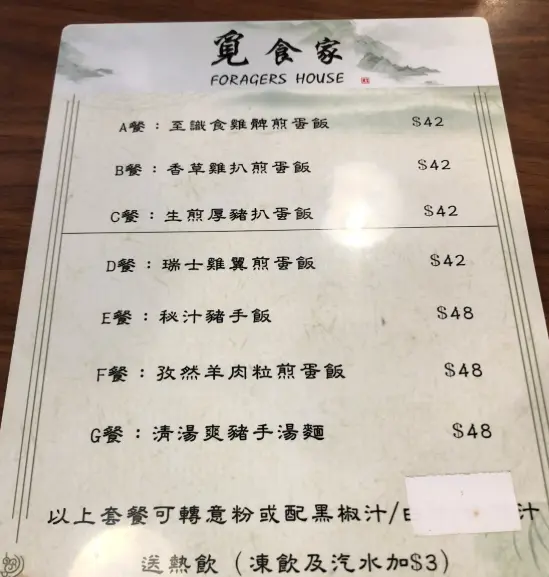 覓食家
FORAGERS HOUSE
A餐：至識食雞髀煎蛋飯 $42
B餐：香草雞扒煎蛋飯 $42
C餐：生煎厚豬扒蛋飯 $42
D餐：瑞士雞翼煎蛋飯 $42
E餐：秘汁豬手飯 $48
F餐：孜然羊肉粒煎蛋飯 $48
G餐：清湯爽豬手湯麵 $48
以上套餐可轉意粉或配黑椒汁/ 汁
送熱飲（凍飲及汽水加$3）